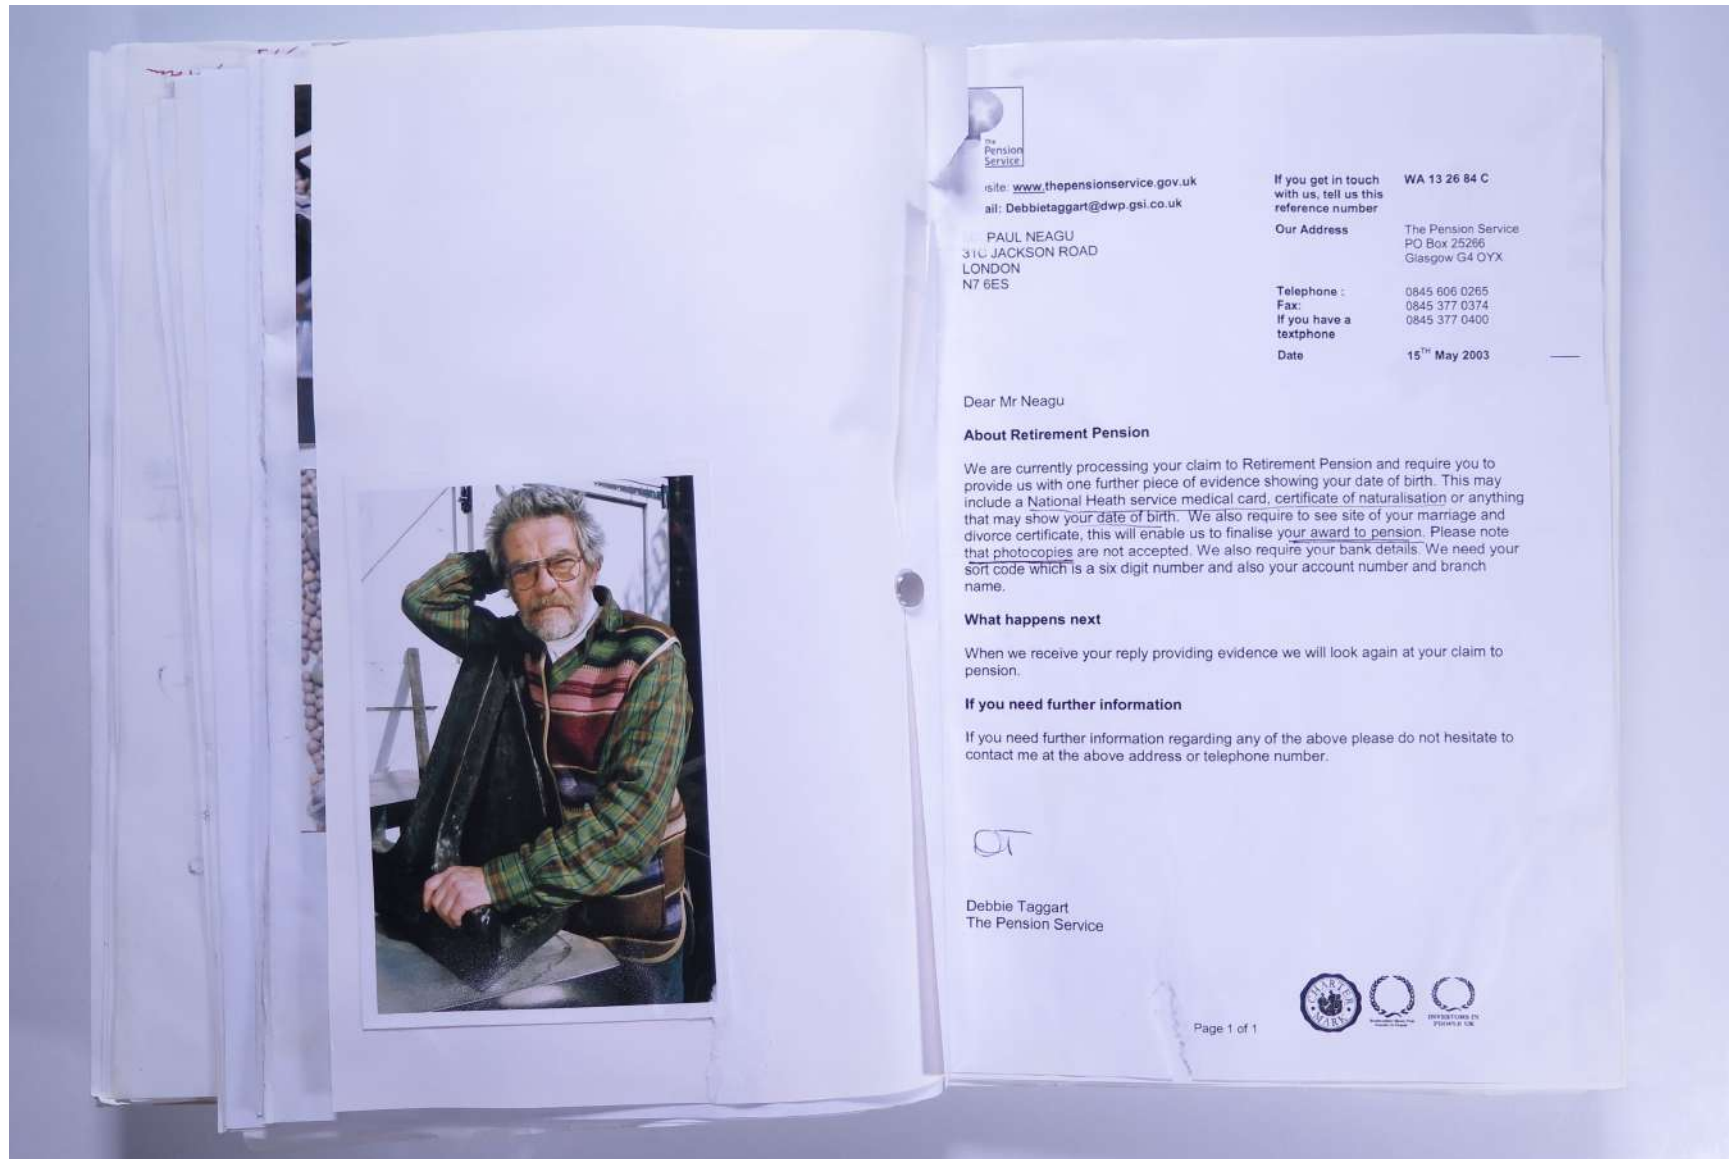 The
Pension
Service
site: www.thepensionservice.gov.uk
ail: Debbietaggart@dwp.gsi.co.uk
PAUL NEAGU
31C JACKSON ROAD
LONDON
N7 6ES
If you get in touch WA 13 26 84 C
with us, tell us this
reference number
Our Address The Pension Service
PO Box 25266
Glasgow G4 OYX
Telephone : 0845 606 0265
Fax: 0845 377 0374
If you have a 0845 377 0400
textphone
Date 15TH May 2003
Dear Mr Neagu
About Retirement Pension
We are currently processing your claim to Retirement Pension and require you to
provide us with one further piece of evidence showing your date of birth. This may
include a National Heath service medical card, certificate of naturalisation or anything
that may show your date of birth. We also require to see site of your marriage and
divorce certificate, this will enable us to finalise your award to pension. Please note
that photocopies are not accepted. We also require your bank details. We need your
sort code which is a six digit number and also your account number and branch
name.
What happens next
When we receive your reply providing evidence we will look again at your claim to
pension.
If you need further information
If you need further information regarding any of the above please do not hesitate to
contact me at the above address or telephone number.
DT
Debbie Taggart
The Pension Service
CHARTER
MARK
INVESTORS IN
PEOPLE UK
Page 1 of 1